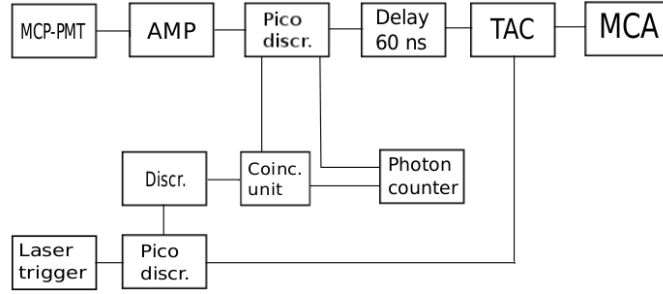 MCP-PMT
AMP
Pico
discr.
Delay
60 ns
TAC
MCA
Discr.
Coinc.
unit
Photon
counter
Laser
trigger
Pico
discr.